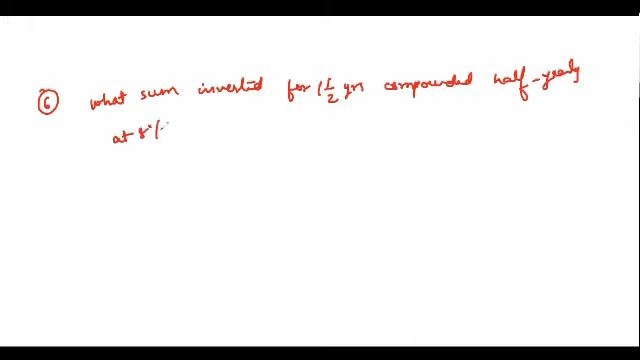 ⑥ what sum invested for 1 1/2 yrs compounded half-yearly
at 8%